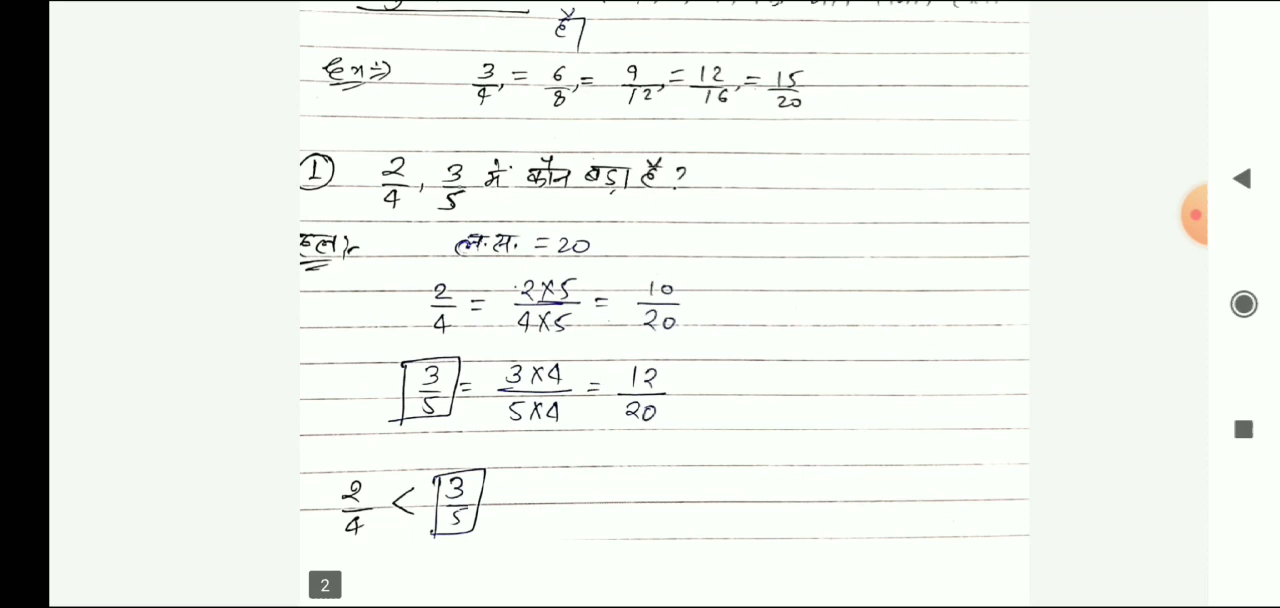 है।
Ex ⇒ 3/4, = 6/8, = 9/12, = 12/16, = 15/20
① 2/4, 3/5 में कौन बड़ा है ?
हल:- ल.स. = 20
2/4 = 2×5/4×5 = 10/20
3/5 = 3×4/5×4 = 12/20
2/4 < 3/5
2